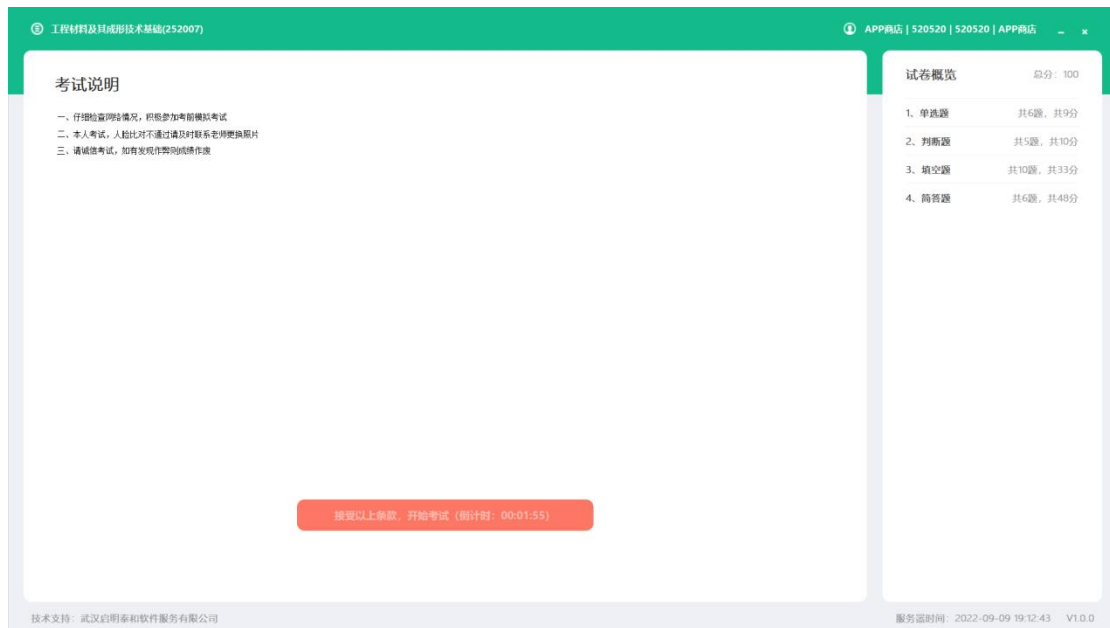 工程材料及其成形技术基础(252007)
APP商店 | 520520 | 520520 | APP商店
考试说明
一、仔细检查网络情况，积极参加考前模拟考试
二、本人考试，人脸比对不通过请及时联系老师更换照片
三、请诚信考试，如有发现作弊则成绩作废
接受以上条款，开始考试（倒计时：00:01:55）
试卷概览 总分：100
1、单选题 共6题，共9分
2、判断题 共5题，共10分
3、填空题 共10题，共33分
4、简答题 共6题，共48分
技术支持：武汉启明泰和软件服务有限公司
服务器时间：2022-09-09 19:12:43 V1.0.0